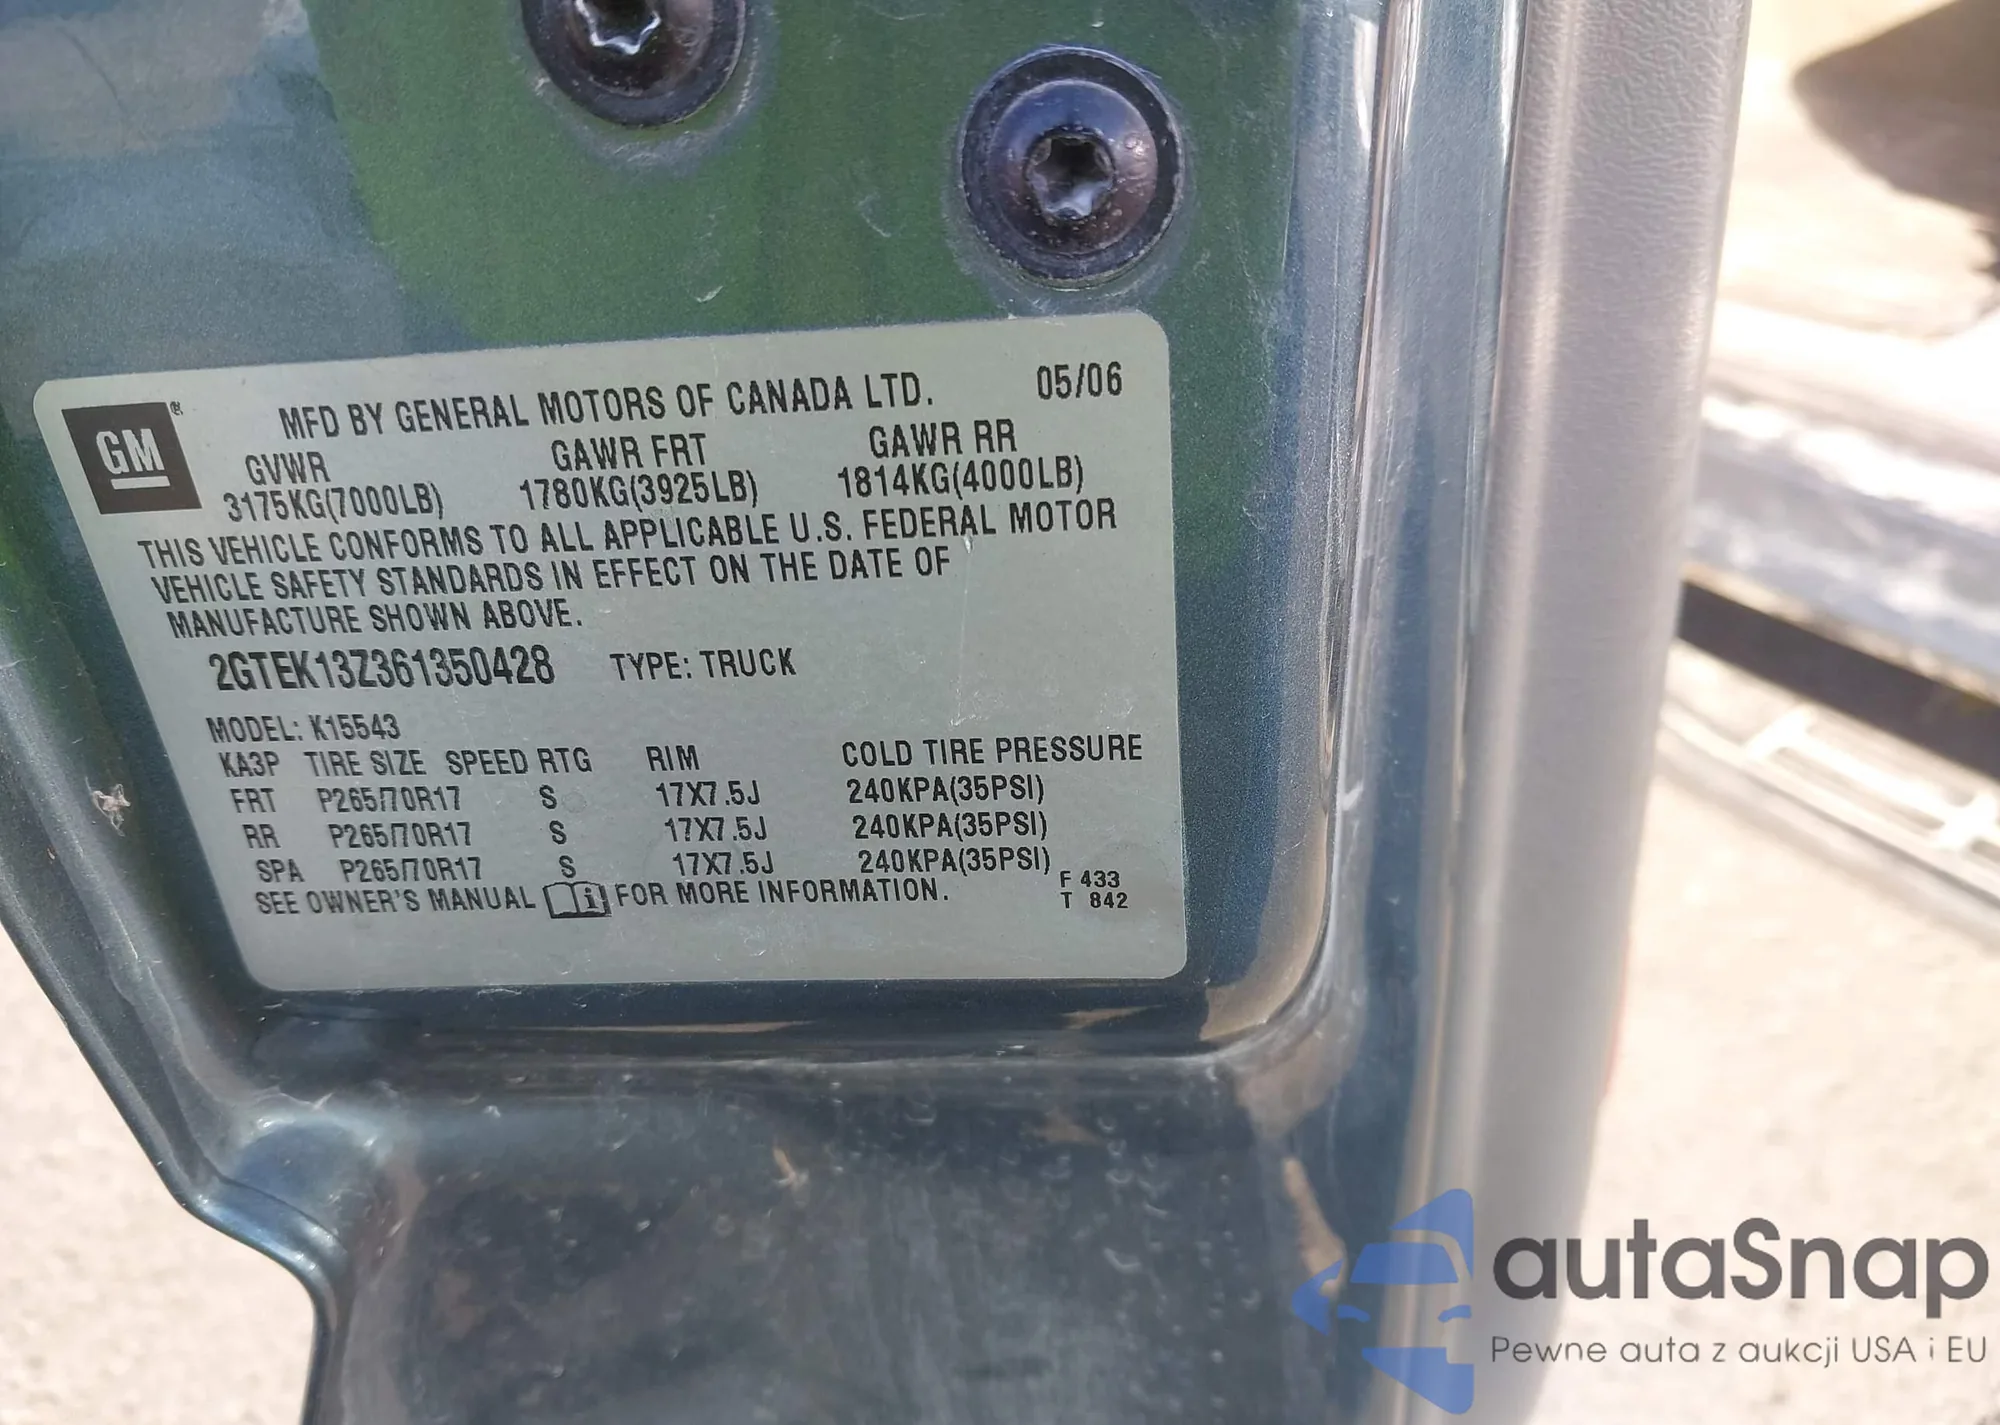 GM®
MFD BY GENERAL MOTORS OF CANADA LTD. 05/06
GVWR GAWR FRT GAWR RR
3175KG(7000LB) 1780KG(3925LB) 1814KG(4000LB)
THIS VEHICLE CONFORMS TO ALL APPLICABLE U.S. FEDERAL MOTOR
VEHICLE SAFETY STANDARDS IN EFFECT ON THE DATE OF
MANUFACTURE SHOWN ABOVE.
2GTEK13Z361350428 TYPE: TRUCK
MODEL: K15543
KA3P TIRE SIZE SPEED RTG RIM COLD TIRE PRESSURE
FRT P265/70R17 S 17X7.5J 240KPA(35PSI)
RR P265/70R17 S 17X7.5J 240KPA(35PSI)
SPA P265/70R17 S 17X7.5J 240KPA(35PSI)
SEE OWNER'S MANUAL i FOR MORE INFORMATION.
F 433
T 842
autaSnap
Pewne auta z aukcji USA i EU